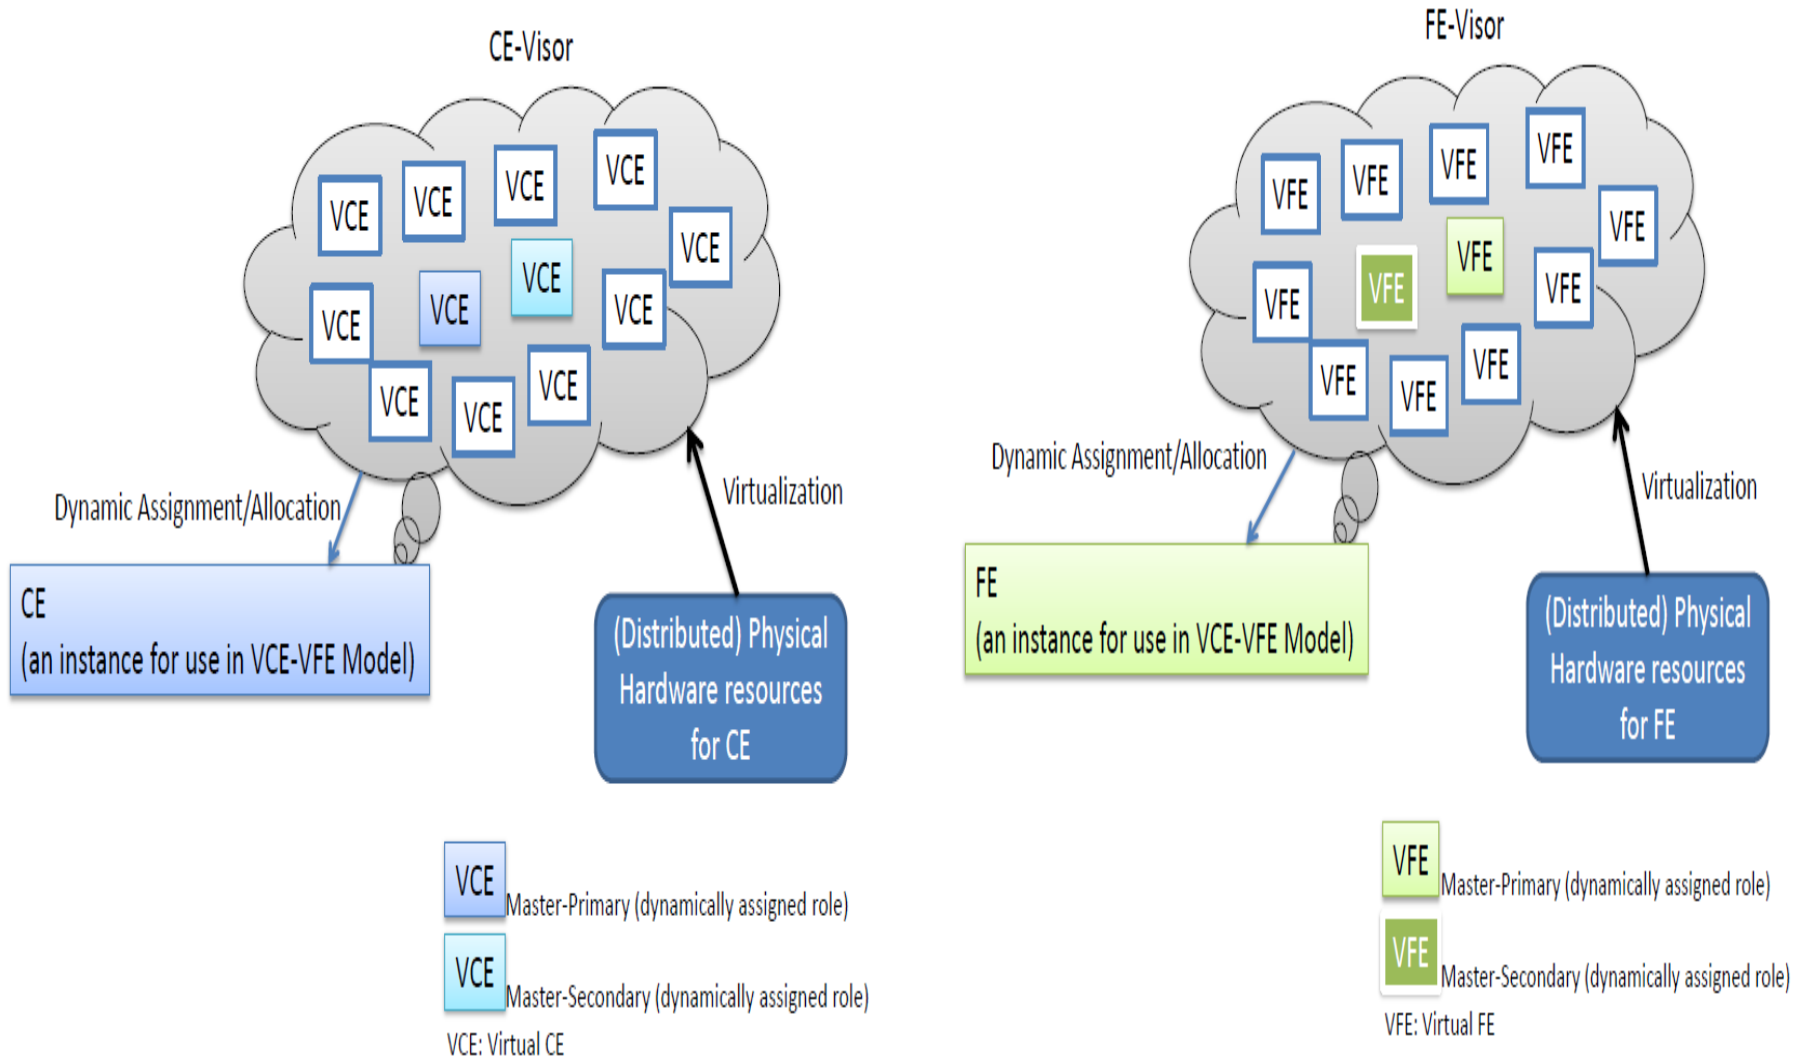 CE-Visor
VCE
VCE
VCE
VCE
VCE
VCE
VCE
VCE
VCE
VCE
VCE
VCE
Dynamic Assignment/Allocation
Virtualization
CE
(an instance for use in VCE-VFE Model)
(Distributed) Physical
Hardware resources
for CE
VCE
Master-Primary (dynamically assigned role)
VCE
Master-Secondary (dynamically assigned role)
VCE: Virtual CE
FE-Visor
VFE
VFE
VFE
VFE
VFE
VFE
VFE
VFE
VFE
VFE
VFE
VFE
Dynamic Assignment/Allocation
Virtualization
FE
(an instance for use in VCE-VFE Model)
(Distributed) Physical
Hardware resources
for FE
VFE
Master-Primary (dynamically assigned role)
VFE
Master-Secondary (dynamically assigned role)
VFE: Virtual FE